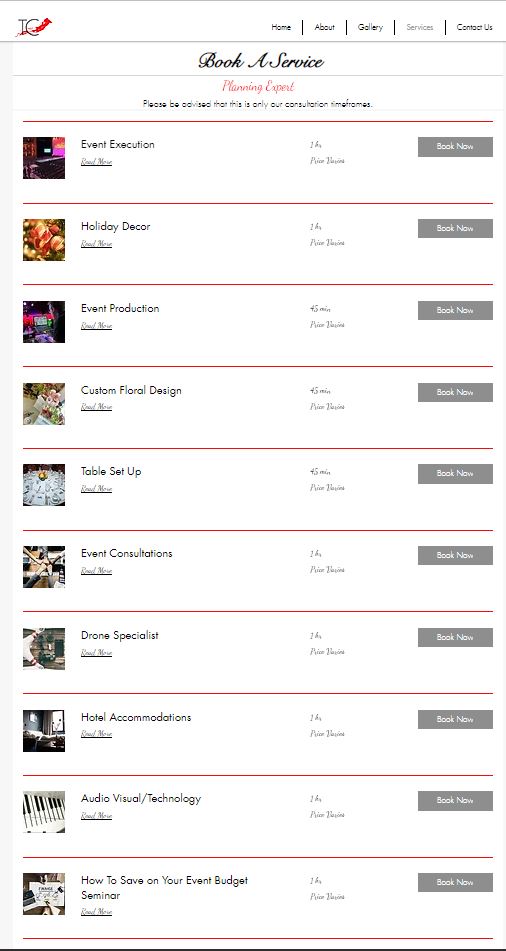 TC
Home
About
Gallery
Services
Contact Us
Book A Service
Planning Expert
Please be advised that this is only our consultation timeframes.
Event Execution
Read More
1 hr
Price Varies
Book Now
Holiday Decor
Read More
1 hr
Price Varies
Book Now
Event Production
Read More
45 min
Price Varies
Book Now
Custom Floral Design
Read More
45 min
Price Varies
Book Now
Table Set Up
Read More
45 min
Price Varies
Book Now
Event Consultations
Read More
1 hr
Price Varies
Book Now
Drone Specialist
Read More
1 hr
Price Varies
Book Now
Hotel Accommodations
Read More
1 hr
Price Varies
Book Now
Audio Visual/Technology
Read More
1 hr
Price Varies
Book Now
How To Save on Your Event Budget
Seminar
Read More
1 hr
Price Varies
Book Now